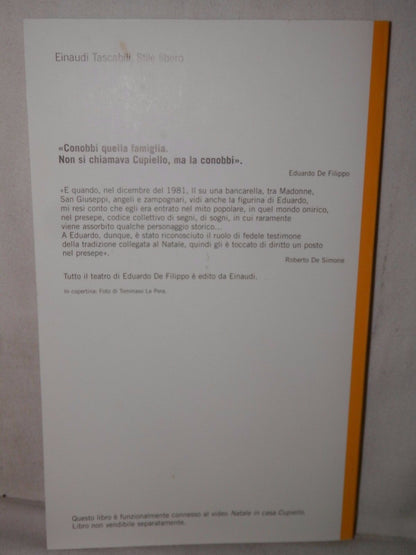 Einaudi Tascabili. Stile libero
«Conobbi quella famiglia.
Non si chiamava Cupiello, ma la conobbi».
Eduardo De Filippo
«E quando, nel dicembre del 1981, lì su una bancarella, tra Madonne,
San Giuseppi, angeli e zampognari, vidi anche la figurina di Eduardo,
mi resi conto che egli era entrato nel mito popolare, in quel mondo onirico,
nel presepe, codice collettivo di segni, di sogni, in cui raramente
viene assorbito qualche personaggio storico...
A Eduardo, dunque, è stato riconosciuto il ruolo di fedele testimone
della tradizione collegata al Natale, quindi gli è toccato di diritto un posto
nel presepe».
Roberto De Simone
Tutto il teatro di Eduardo De Filippo è edito da Einaudi.
In copertina: Foto di Tommaso Le Pera.
Questo libro è funzionalmente connesso al video Natale in casa Cupiello.
Libro non vendibile separatamente.